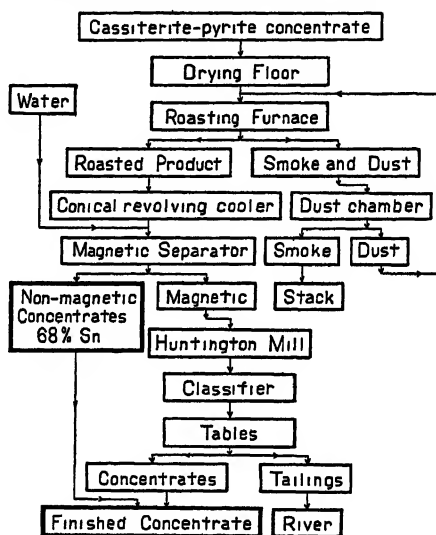 Cassiterite-pyrite concentrate
Drying Floor
Water
Roasting Furnace
Roasted Product
Smoke and Dust
Conical revolving cooler
Dust chamber
Magnetic Separator
Smoke
Dust
Non-magnetic
Concentrates
68% Sn
Magnetic
Stack
Huntington Mill
Classifier
Tables
Concentrates
Tailings
Finished Concentrate
River